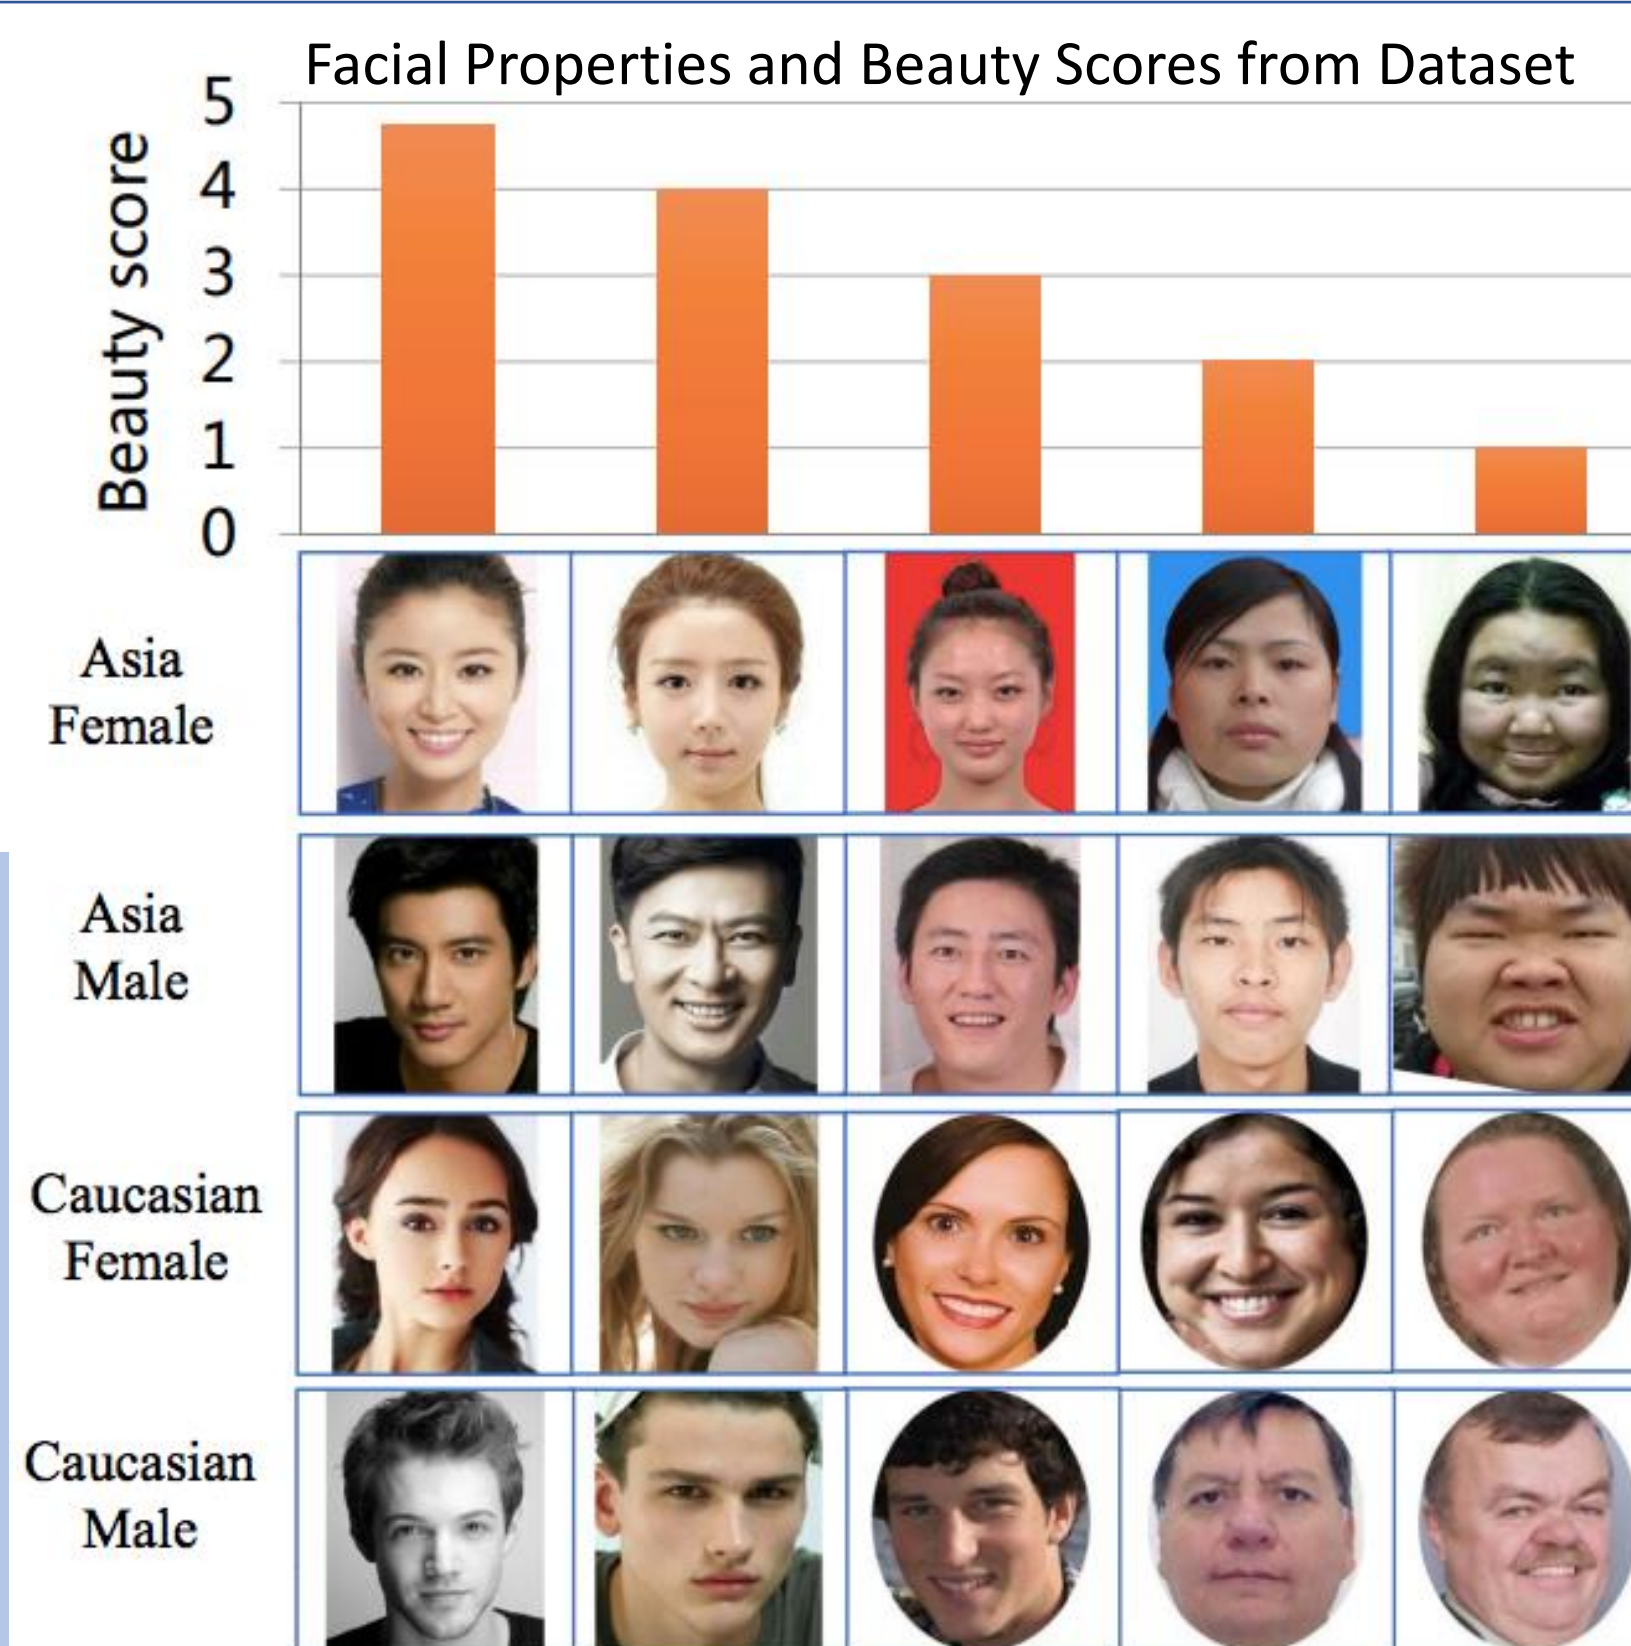 Facial Properties and Beauty Scores from Dataset
Beauty score
5
4
3
2
1
0
Asia
Female
Asia
Male
Caucasian
Female
Caucasian
Male